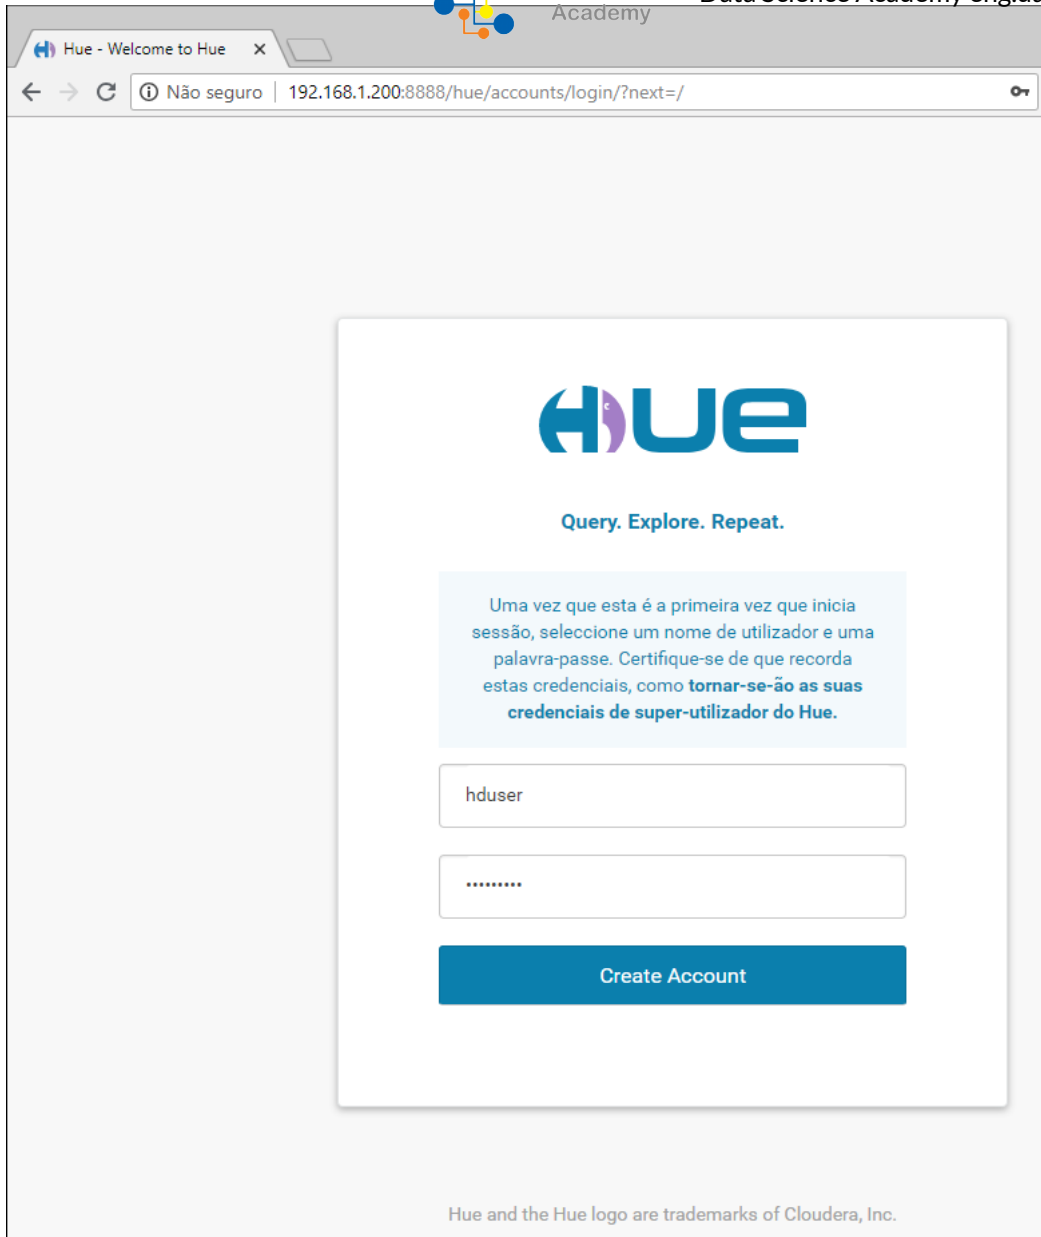 Academy
Data Science Academy
Hue - Welcome to Hue
Não seguro | 192.168.1.200:8888/hue/accounts/login/?next=/
HUE
Query. Explore. Repeat.
Uma vez que esta é a primeira vez que inicia
sessão, seleccione um nome de utilizador e uma
palavra-passe. Certifique-se de que recorda
estas credenciais, como tornar-se-ão as suas
credenciais de super-utilizador do Hue.
hduser
•••••••••
Create Account
Hue and the Hue logo are trademarks of Cloudera, Inc.